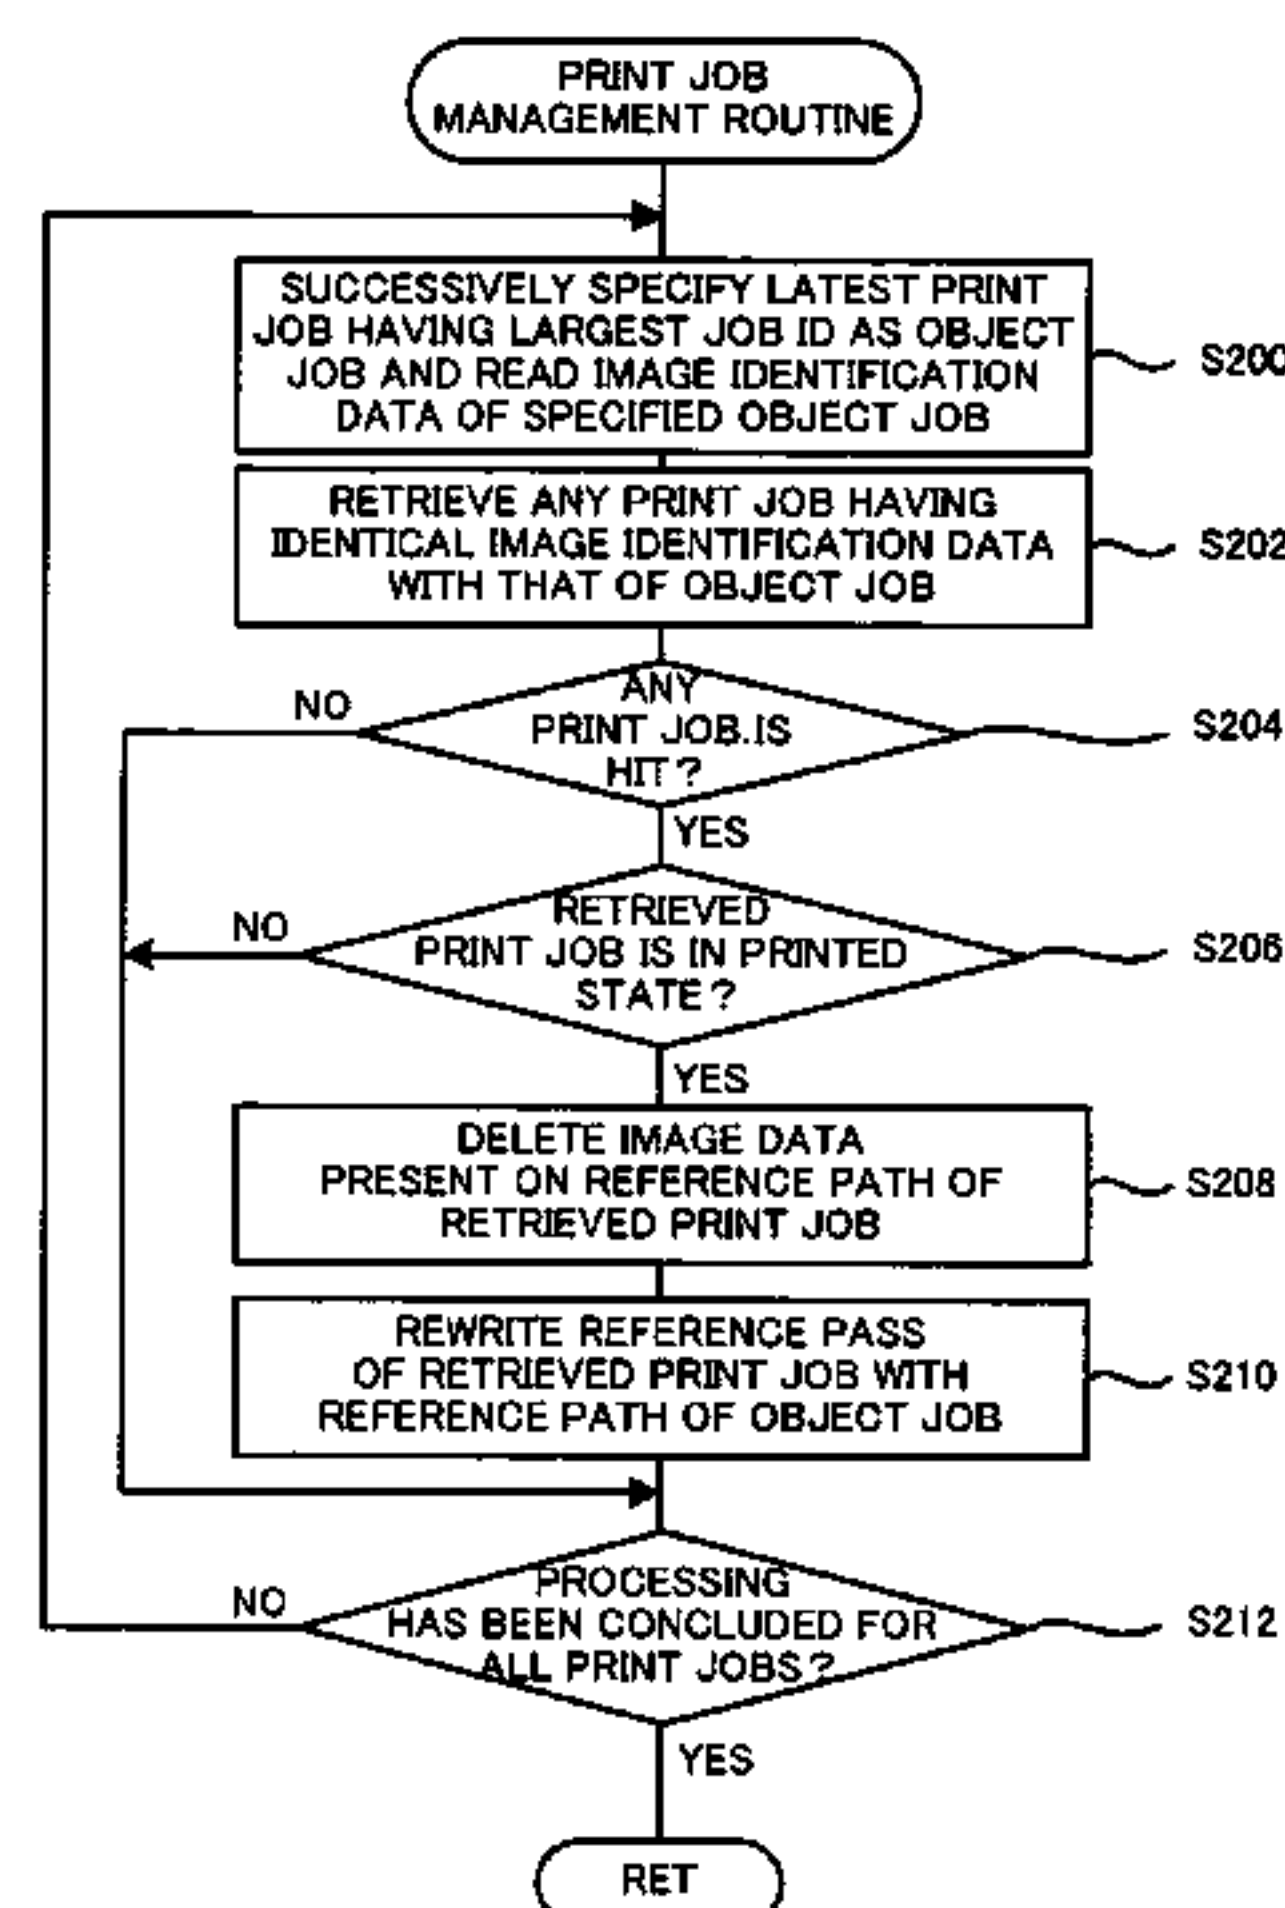 PRINT JOB
MANAGEMENT ROUTINE
SUCCESSIVELY SPECIFY LATEST PRINT
JOB HAVING LARGEST JOB ID AS OBJECT
JOB AND READ IMAGE IDENTIFICATION
DATA OF SPECIFIED OBJECT JOB
S200
RETRIEVE ANY PRINT JOB HAVING
IDENTICAL IMAGE IDENTIFICATION DATA
WITH THAT OF OBJECT JOB
S202
ANY
PRINT JOB.IS
HIT?
NO
S204
YES
RETRIEVED
PRINT JOB IS IN PRINTED
STATE?
NO
S206
YES
DELETE IMAGE DATA
PRESENT ON REFERENCE PATH OF
RETRIEVED PRINT JOB
S208
REWRITE REFERENCE PASS
OF RETRIEVED PRINT JOB WITH
REFERENCE PATH OF OBJECT JOB
S210
PROCESSING
HAS BEEN CONCLUDED FOR
ALL PRINT JOBS?
NO
S212
YES
RET